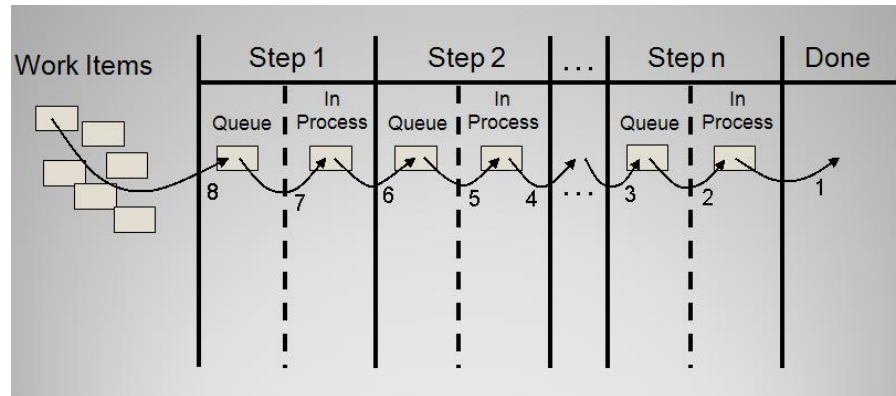 Work Items
Step 1
Step 2
...
Step n
Done
Queue
In
Process
Queue
In
Process
Queue
In
Process
8
7
6
5
4
...
3
2
1